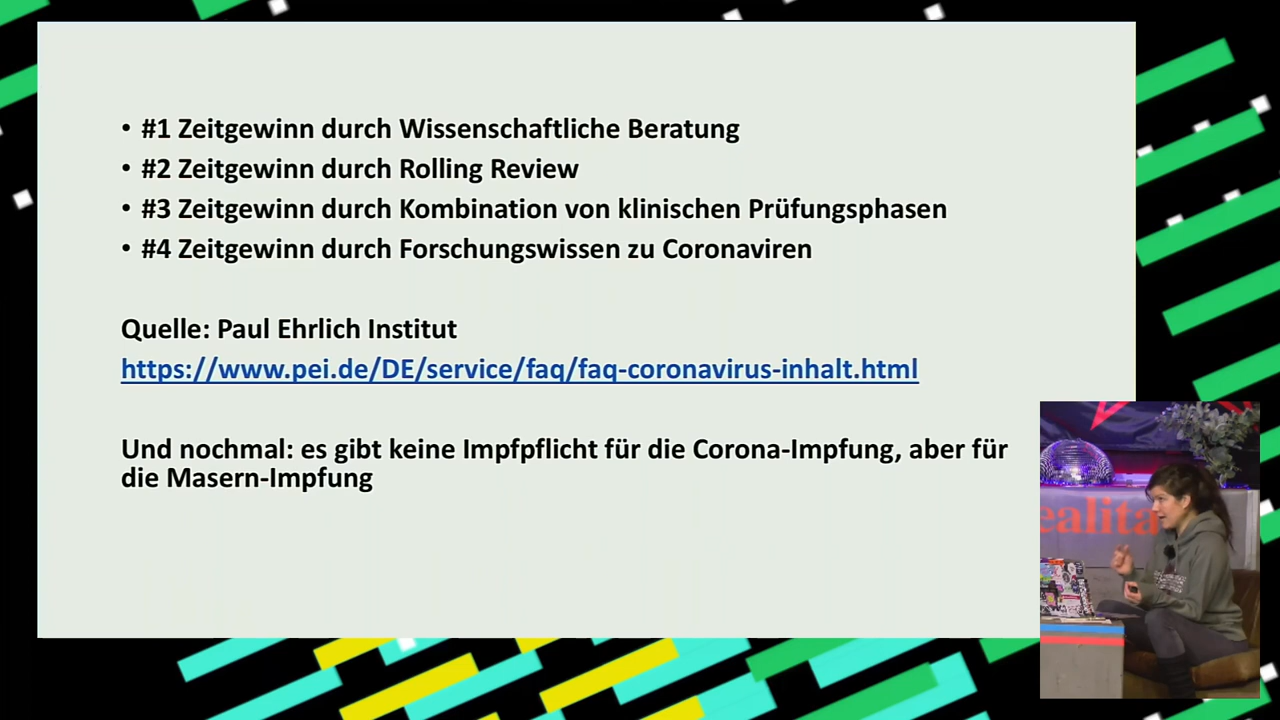 • #1 Zeitgewinn durch Wissenschaftliche Beratung
• #2 Zeitgewinn durch Rolling Review
• #3 Zeitgewinn durch Kombination von klinischen Prüfungsphasen
• #4 Zeitgewinn durch Forschungswissen zu Coronaviren
Quelle: Paul Ehrlich Institut
https://www.pei.de/DE/service/faq/faq-coronavirus-inhalt.html
Und nochmal: es gibt keine Impfpflicht für die Corona-Impfung, aber für
die Masern-Impfung
ealita